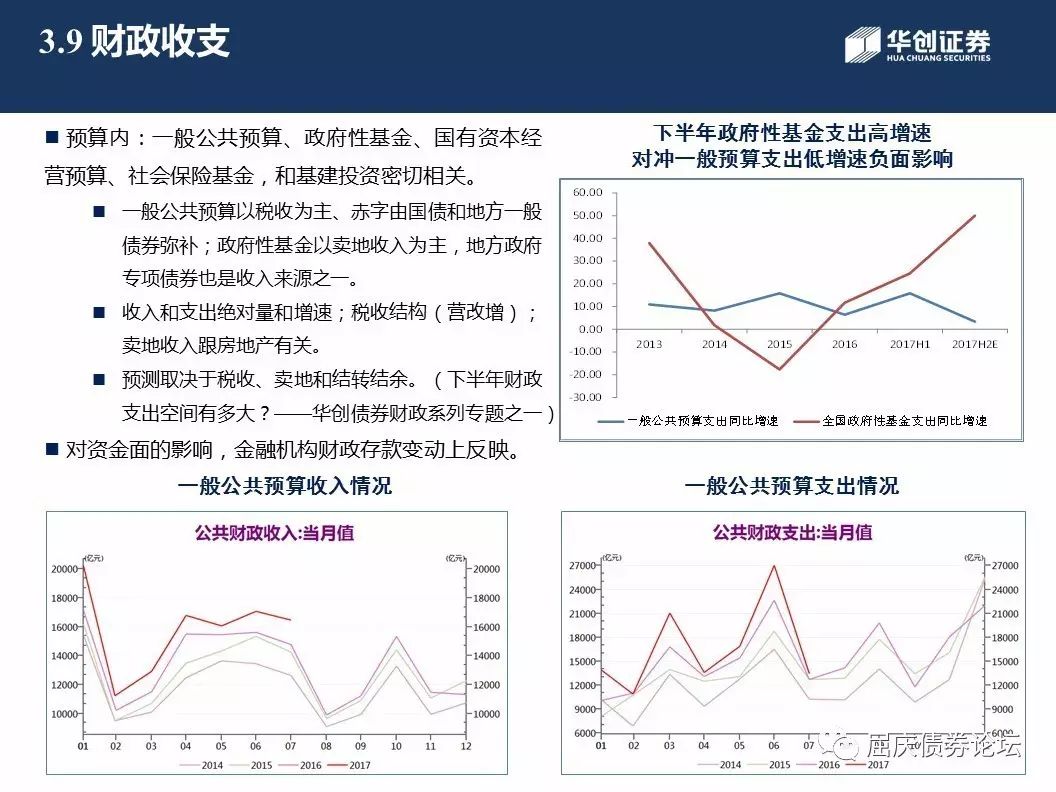 3.9 财政收支
华创证券
HUA CHUANG SECURITIES
■ 预算内：一般公共预算、政府性基金、国有资本经
营预算、社会保险基金，和基建投资密切相关。
■ 一般公共预算以税收为主、赤字由国债和地方一般
债券弥补；政府性基金以卖地收入为主，地方政府
专项债券也是收入来源之一。
■ 收入和支出绝对量和增速；税收结构（营改增）；
卖地收入跟房地产有关。
■ 预测取决于税收、卖地和结转结余。（下半年财政
支出空间有多大？——华创债券财政系列专题之一）
■ 对资金面的影响，金融机构财政存款变动上反映。
下半年政府性基金支出高增速
对冲一般预算支出低增速负面影响
60.00
50.00
40.00
30.00
20.00
10.00
0.00
-10.00
-20.00
-30.00
2013 2014 2015 2016 2017H1 2017H2E
一般公共预算支出同比增速 全国政府性基金支出同比增速
一般公共预算收入情况
公共财政收入:当月值
(亿元) (亿元)
20000 20000
18000 18000
16000 16000
14000 14000
12000 12000
10000 10000
01 02 03 04 05 06 07 08 09 10 11 12
2014 2015 2016 2017
一般公共预算支出情况
公共财政支出:当月值
(亿元) (亿元)
27000 27000
24000 24000
21000 21000
18000 18000
15000 15000
12000 12000
9000 9000
6000 6000
01 02 03 04 05 06 07
2014 2015 2016 2017
屈庆债券论坛